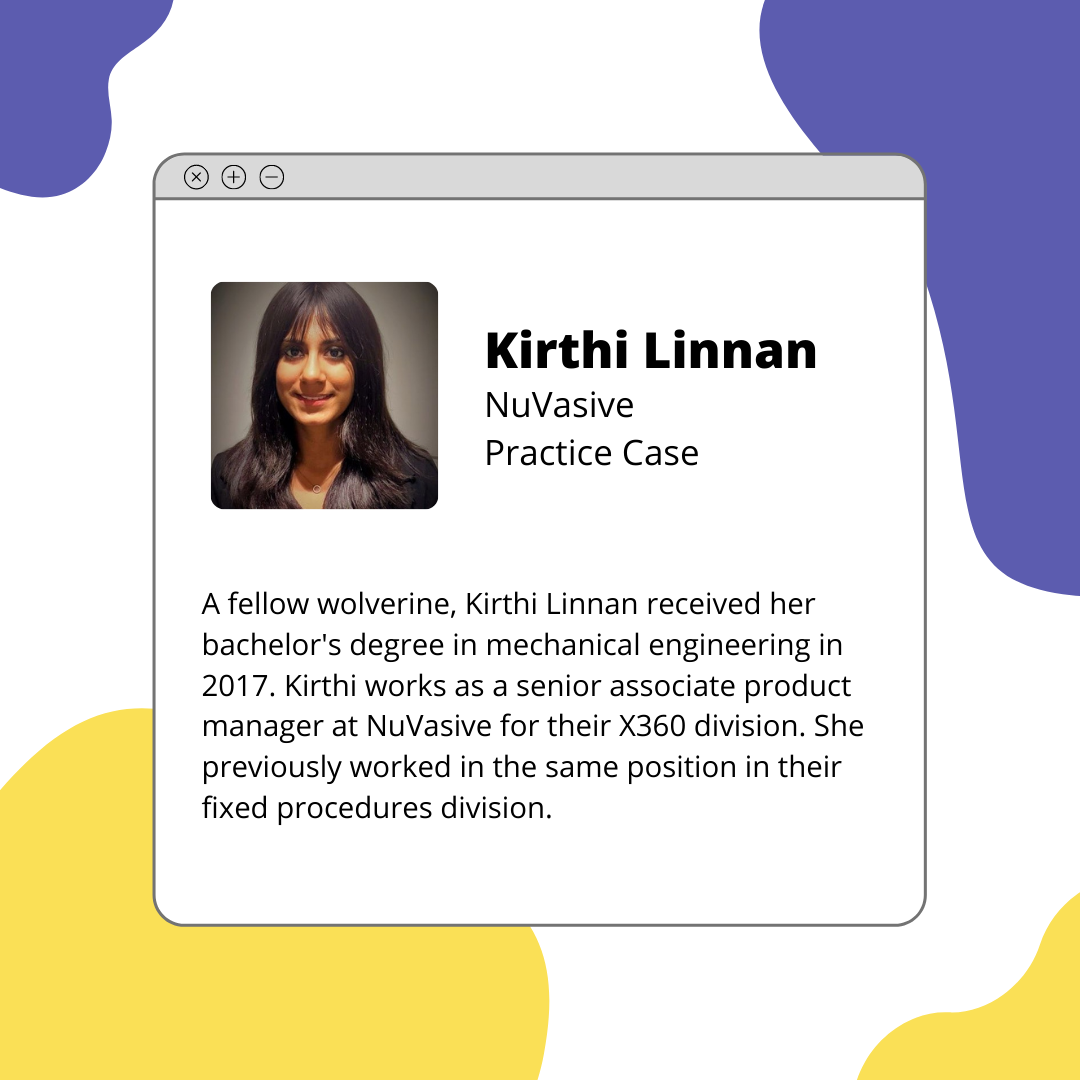 Kirthi Linnan
NuVasive
Practice Case
A fellow wolverine, Kirthi Linnan received her
bachelor's degree in mechanical engineering in
2017. Kirthi works as a senior associate product
manager at NuVasive for their X360 division. She
previously worked in the same position in their
fixed procedures division.